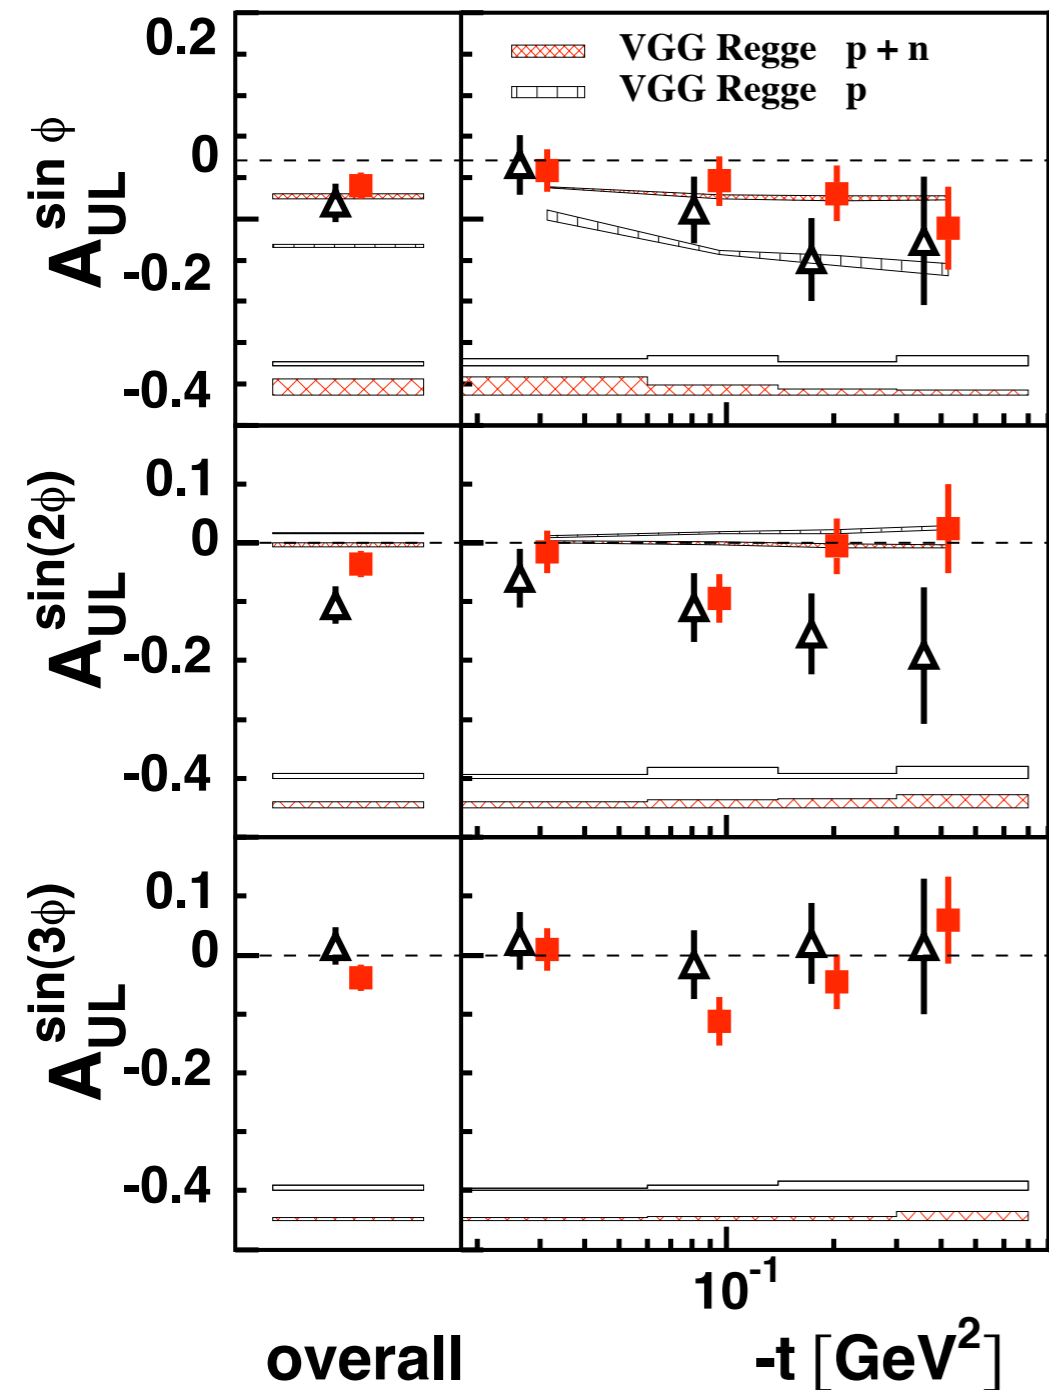 VGG Regge p + n
VGG Regge p
A_UL^sin ϕ
0.2
0
-0.2
-0.4
A_UL^sin(2ϕ)
0.1
0
-0.2
-0.4
A_UL^sin(3ϕ)
0.1
0
-0.2
-0.4
10^-1
overall
-t [GeV^2]